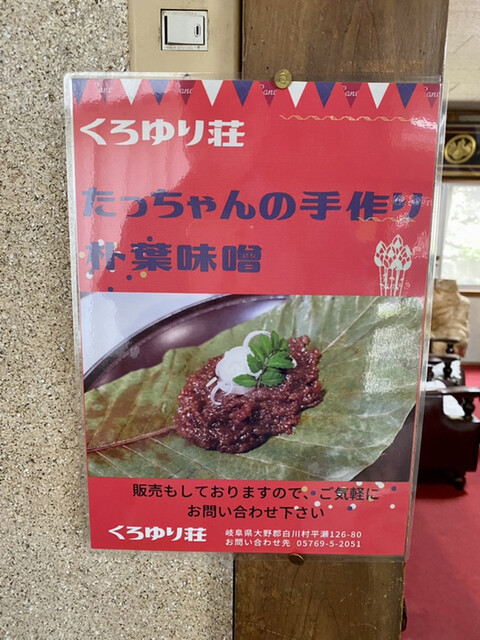 くろゆり荘
たっちゃんの手作り
朴葉味噌
販売もしておりますので、ご気軽に
お問い合わせ下さい
くろゆり荘
岐阜県大野郡白川村平瀬126-80
お問い合わせ先 05769-5-2051